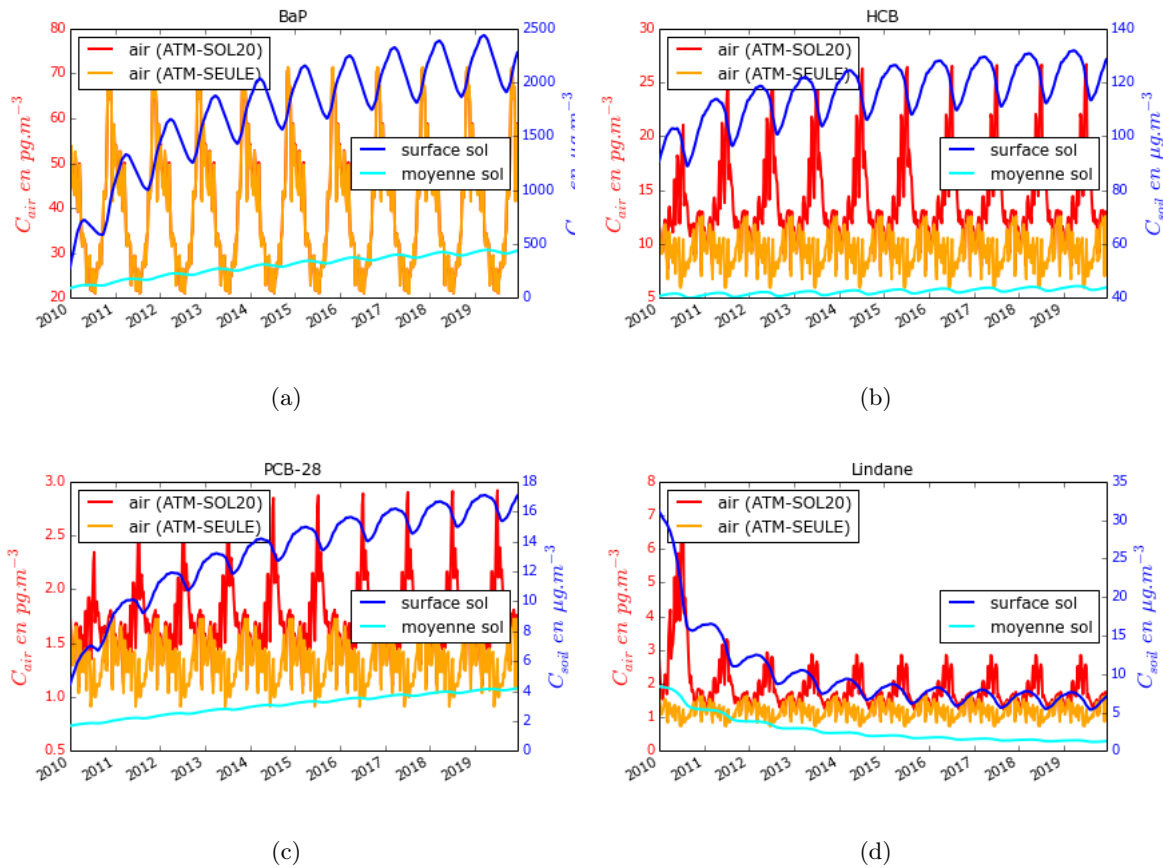 BaP
80
70
60
50
40
30
20
C_air en pg.m⁻³
air (ATM-SOL20)
air (ATM-SEULE)
surface sol
moyenne sol
2500
2000
1500
1000
500
0
C en µg.m⁻³
2010 2011 2012 2013 2014 2015 2016 2017 2018 2019
(a)
HCB
30
25
20
15
10
5
C_air en pg.m⁻³
air (ATM-SOL20)
air (ATM-SEULE)
surface sol
moyenne sol
140
120
100
80
60
40
C_soil en µg.m⁻³
2010 2011 2012 2013 2014 2015 2016 2017 2018 2019
(b)
PCB-28
3.0
2.5
2.0
1.5
1.0
0.5
C_air en pg.m⁻³
air (ATM-SOL20)
air (ATM-SEULE)
surface sol
moyenne sol
18
16
14
12
10
8
6
4
2
0
C_soil en µg.m⁻³
2010 2011 2012 2013 2014 2015 2016 2017 2018 2019
(c)
Lindane
8
7
6
5
4
3
2
1
0
C_air en pg.m⁻³
air (ATM-SOL20)
air (ATM-SEULE)
surface sol
moyenne sol
35
30
25
20
15
10
5
0
C_soil en µg.m⁻³
2010 2011 2012 2013 2014 2015 2016 2017 2018 2019
(d)